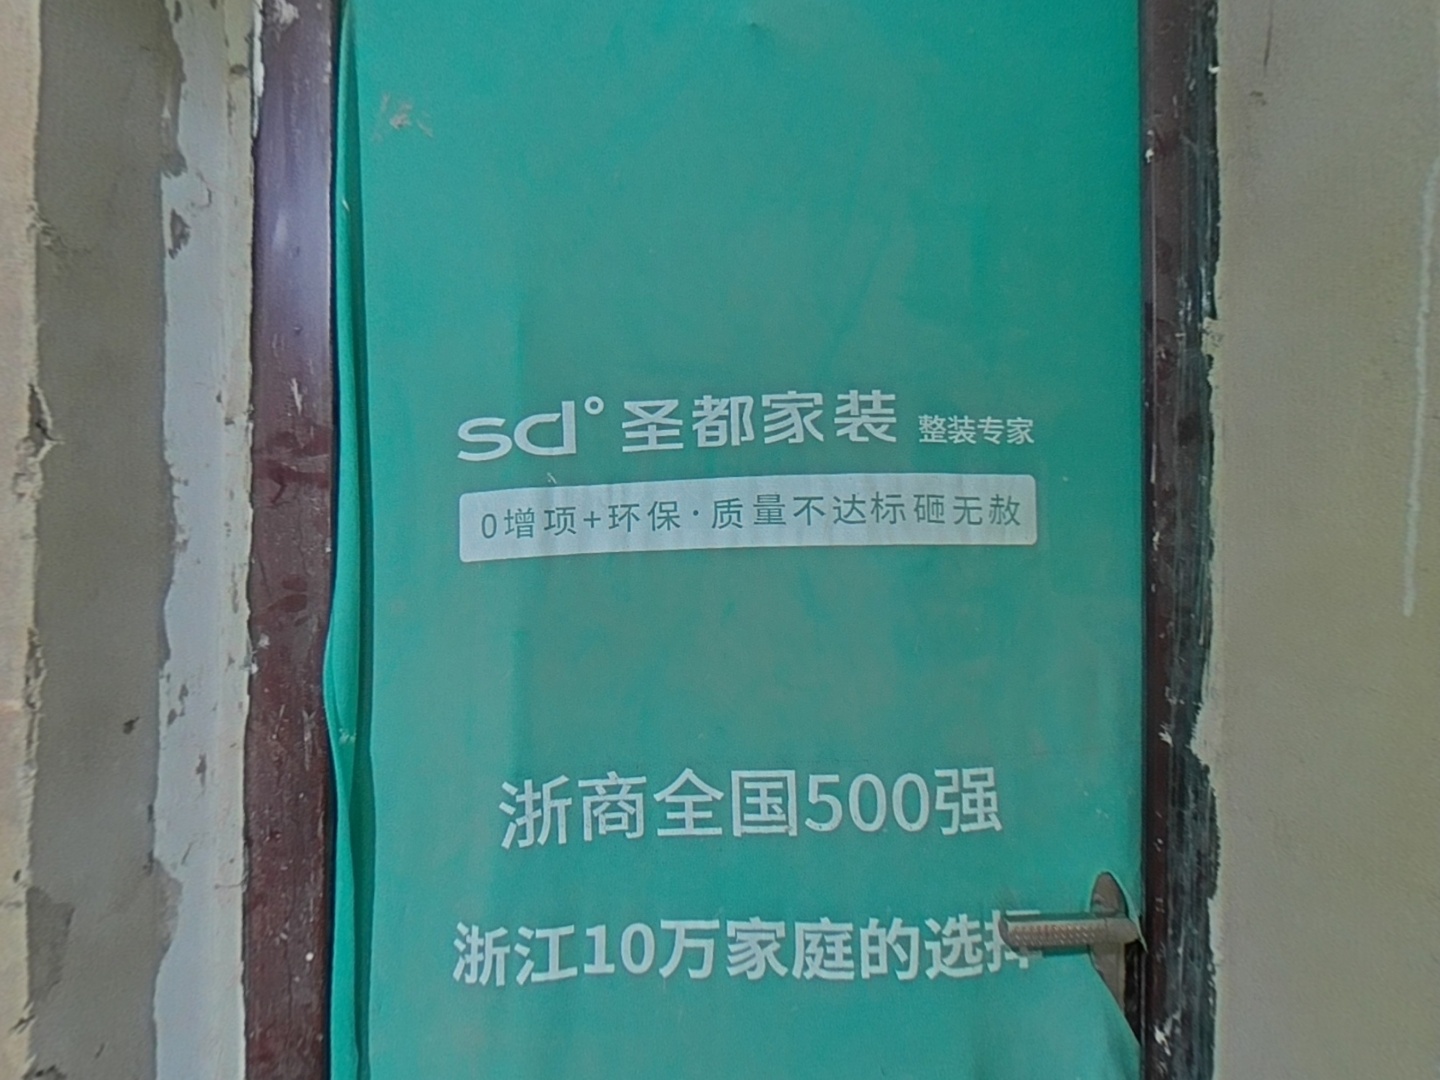 sd° 圣都家装 整装专家
0增项+环保·质量不达标砸无赦
浙商全国500强
浙江10万家庭的选择